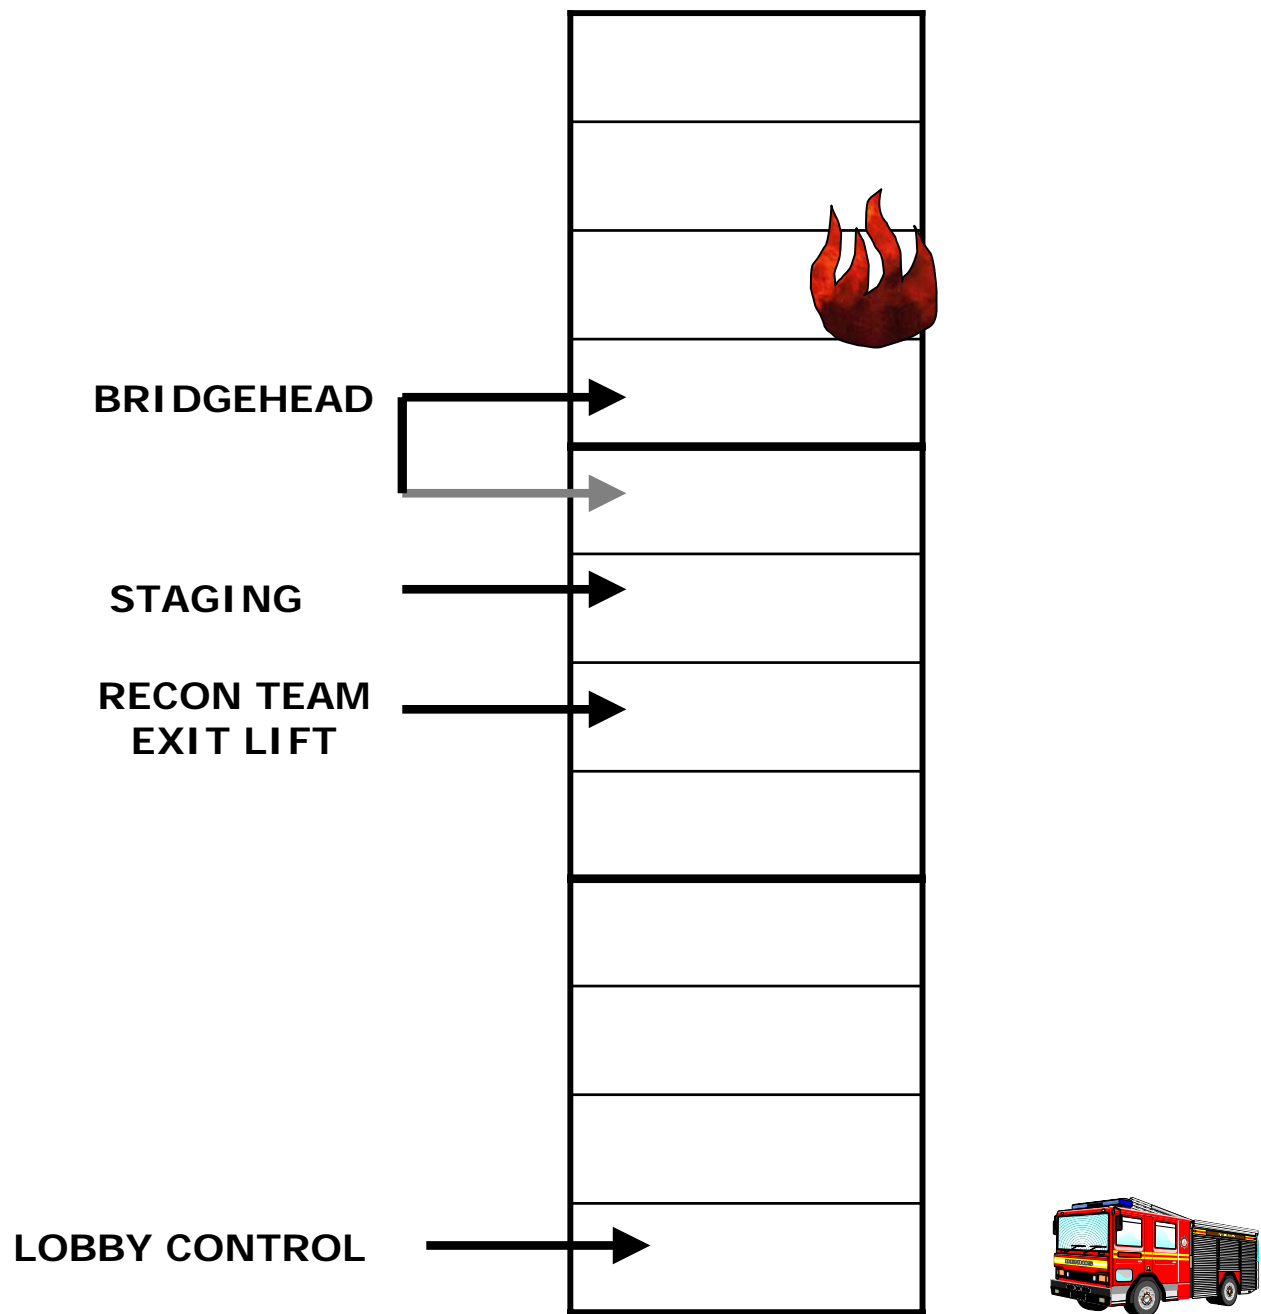 BRIDGEHEAD
STAGING
RECON TEAM
EXIT LIFT
LOBBY CONTROL